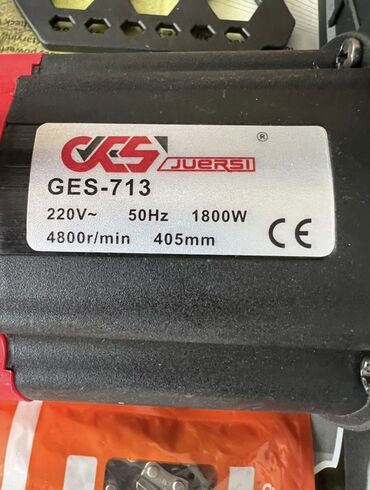 GES JUERSI ®
GES-713
220V~ 50Hz 1800W
4800r/min 405mm
CE